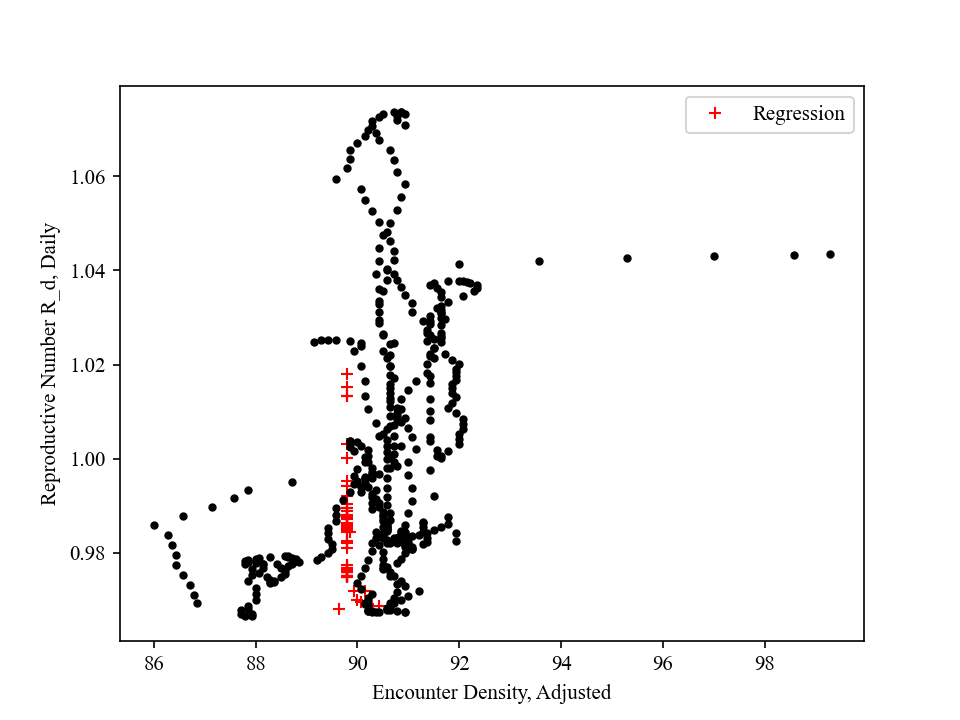 Regression
1.06
1.04
1.02
1.00
0.98
Reproductive Number R_d, Daily
86 88 90 92 94 96 98
Encounter Density, Adjusted